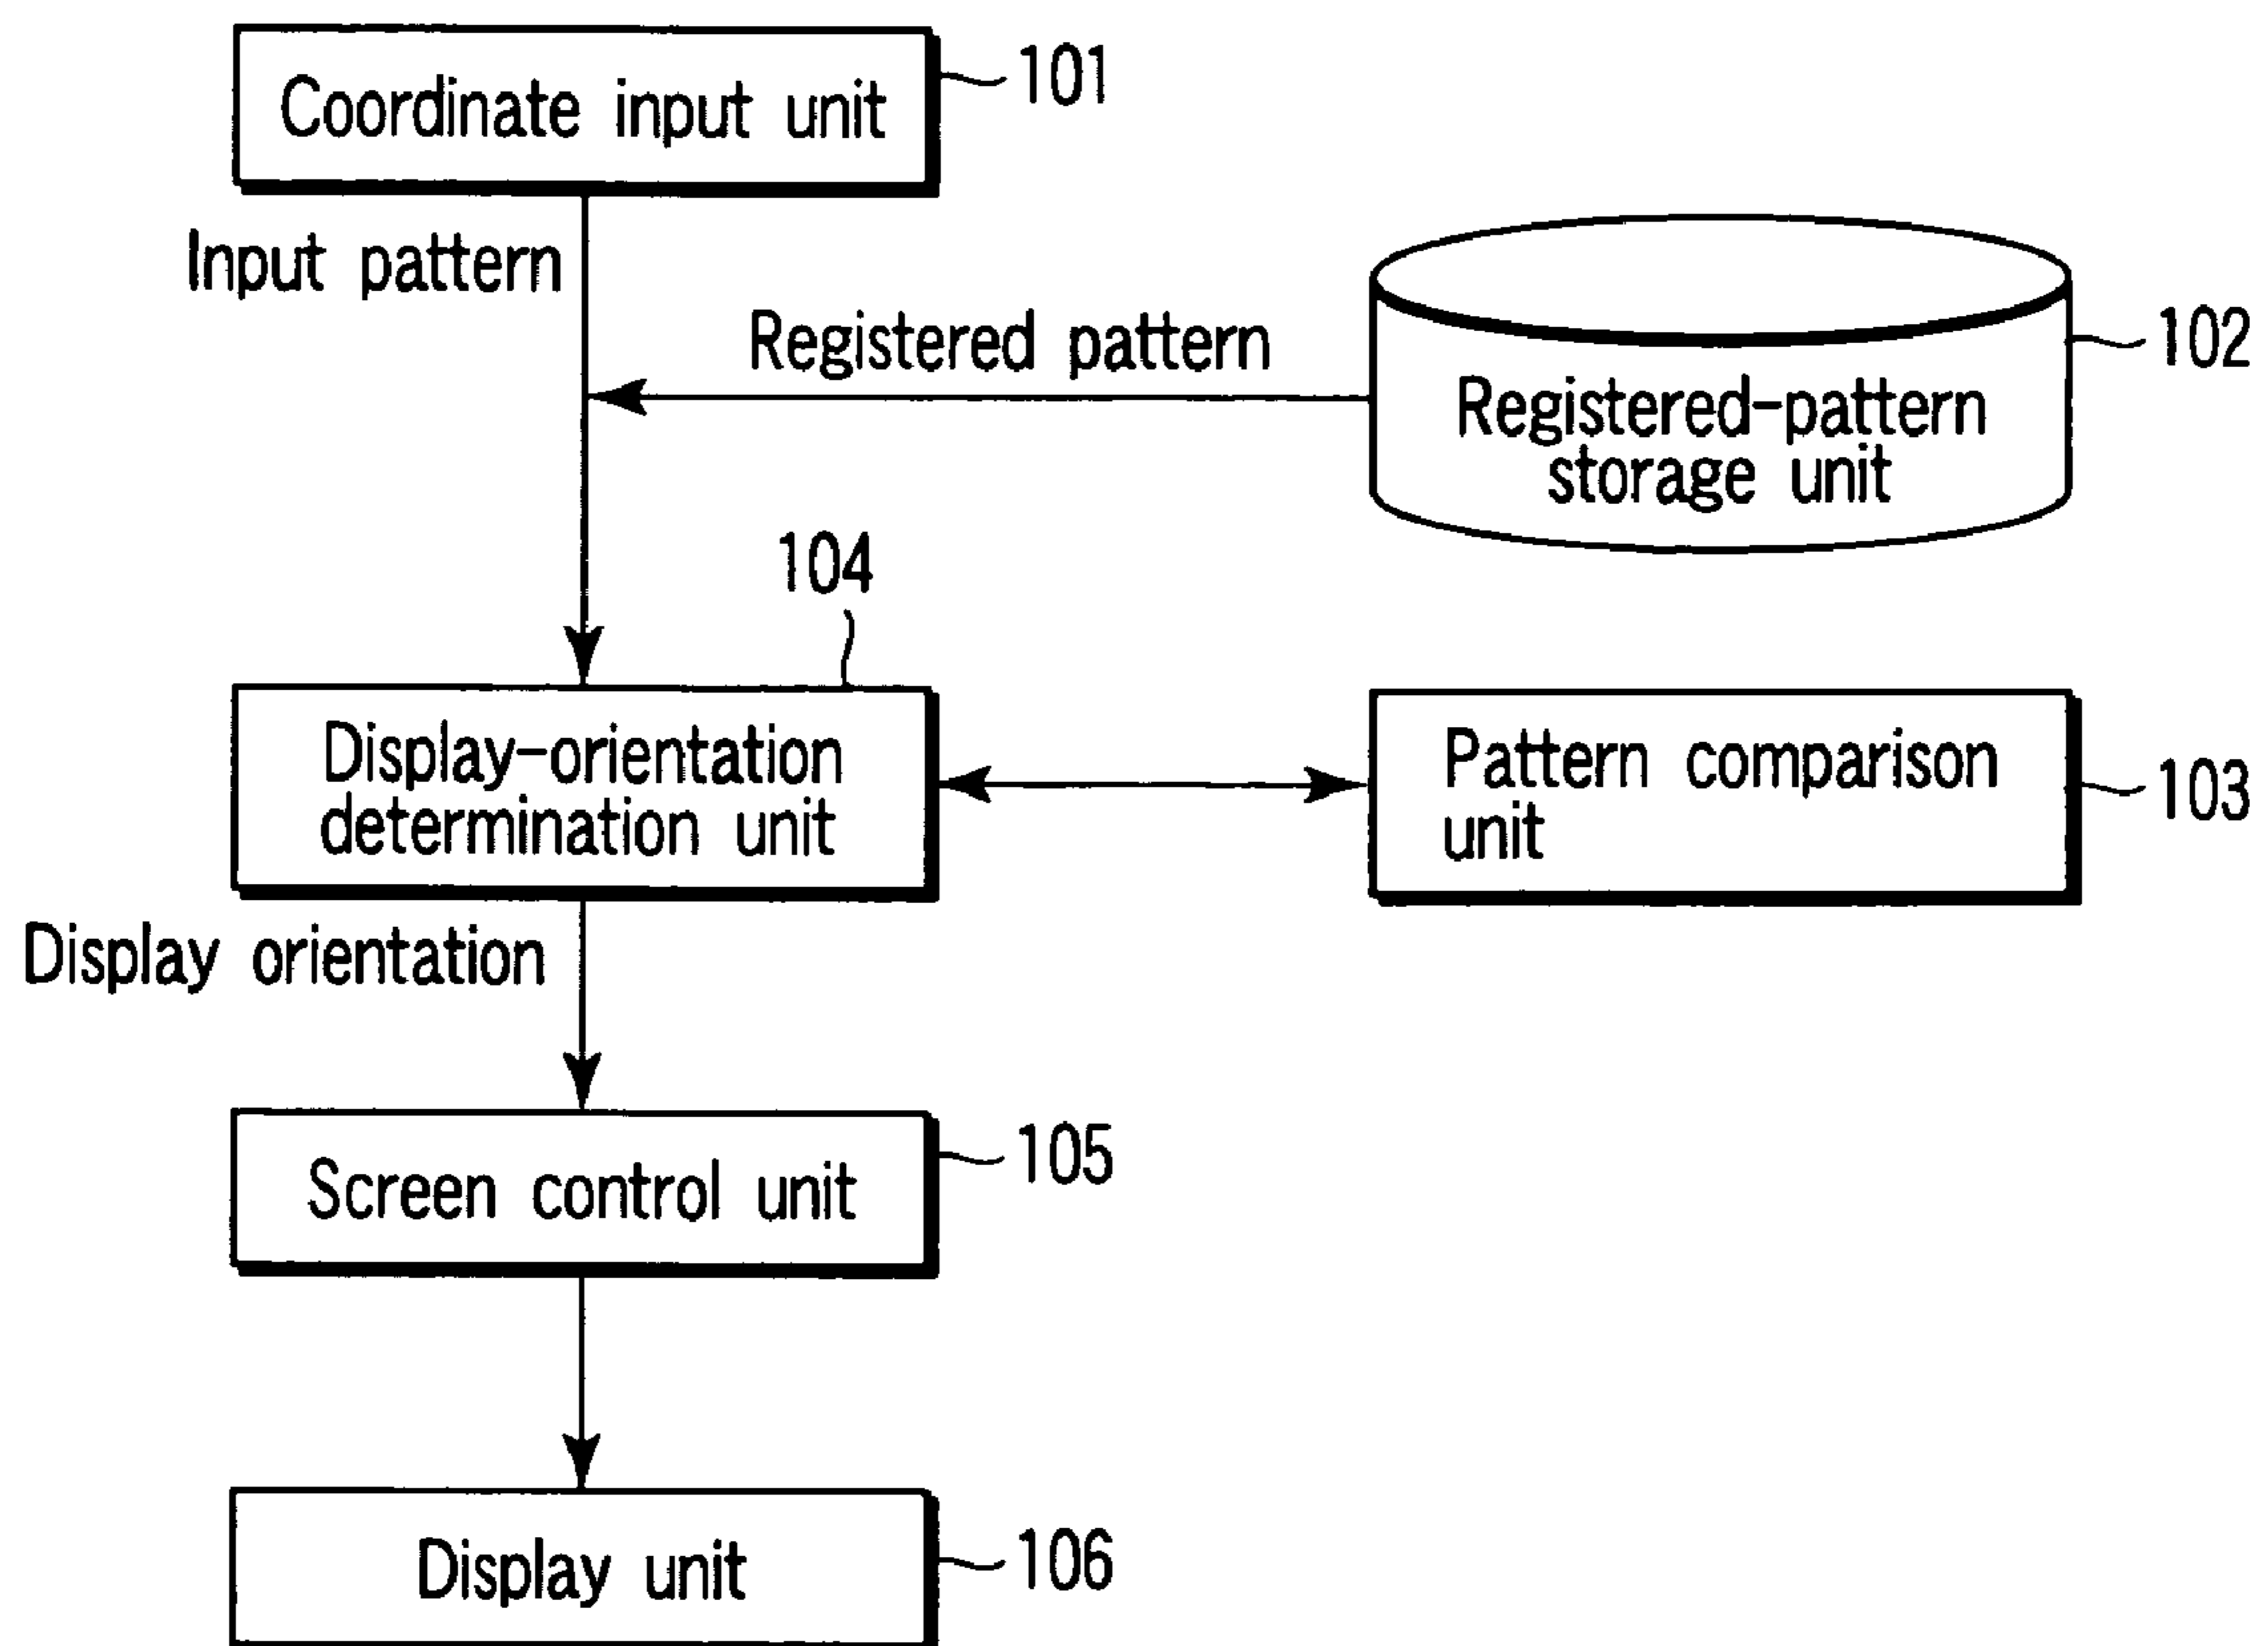 Coordinate input unit
101
Input pattern
Registered pattern
102
Registered-pattern
storage unit
104
Display-orientation
determination unit
Pattern comparison
unit
103
Display orientation
Screen control unit
105
Display unit
106